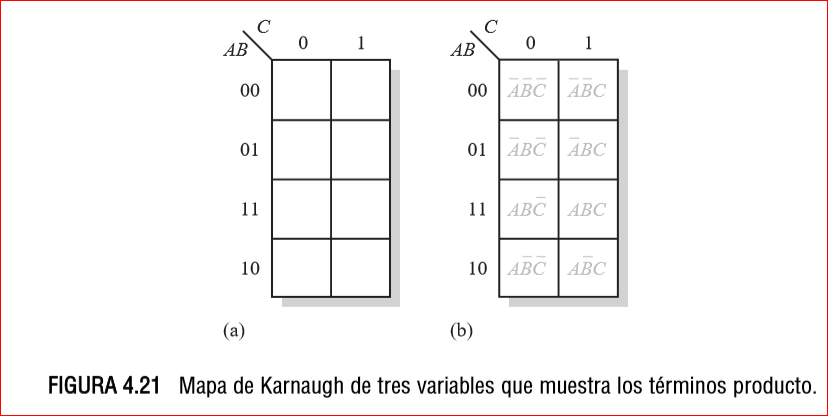 C C
AB 0 1 AB 0 1
00 00 A̅B̅C̅ A̅B̅C
01 01 A̅BC̅ A̅BC
11 11 ABC̅ ABC
10 10 AB̅C̅ AB̅C
(a) (b)
FIGURA 4.21 Mapa de Karnaugh de tres variables que muestra los términos producto.